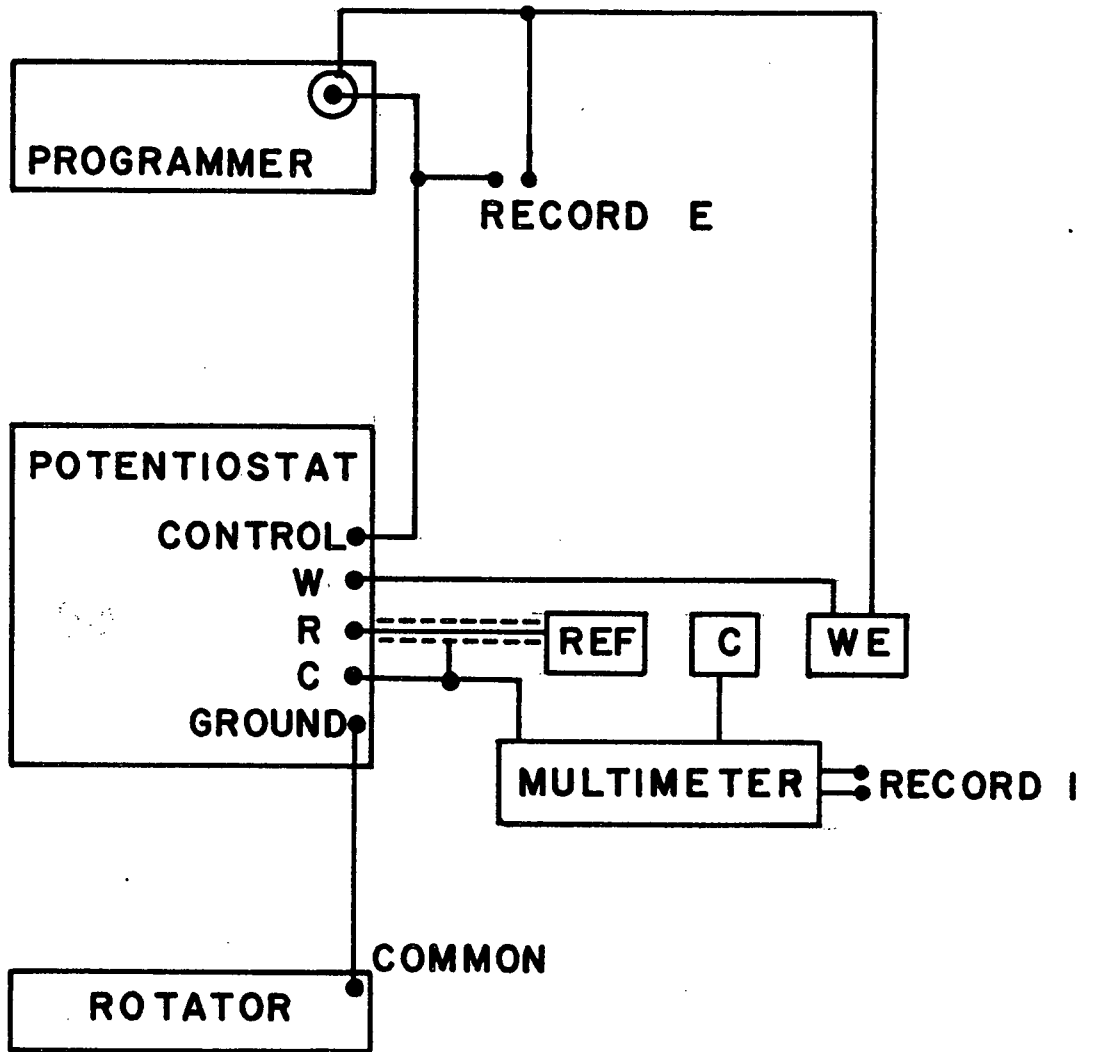 PROGRAMMER
RECORD E
POTENTIOSTAT
CONTROL
W
R
C
GROUND
REF
C
WE
MULTIMETER
RECORD I
COMMON
ROTATOR